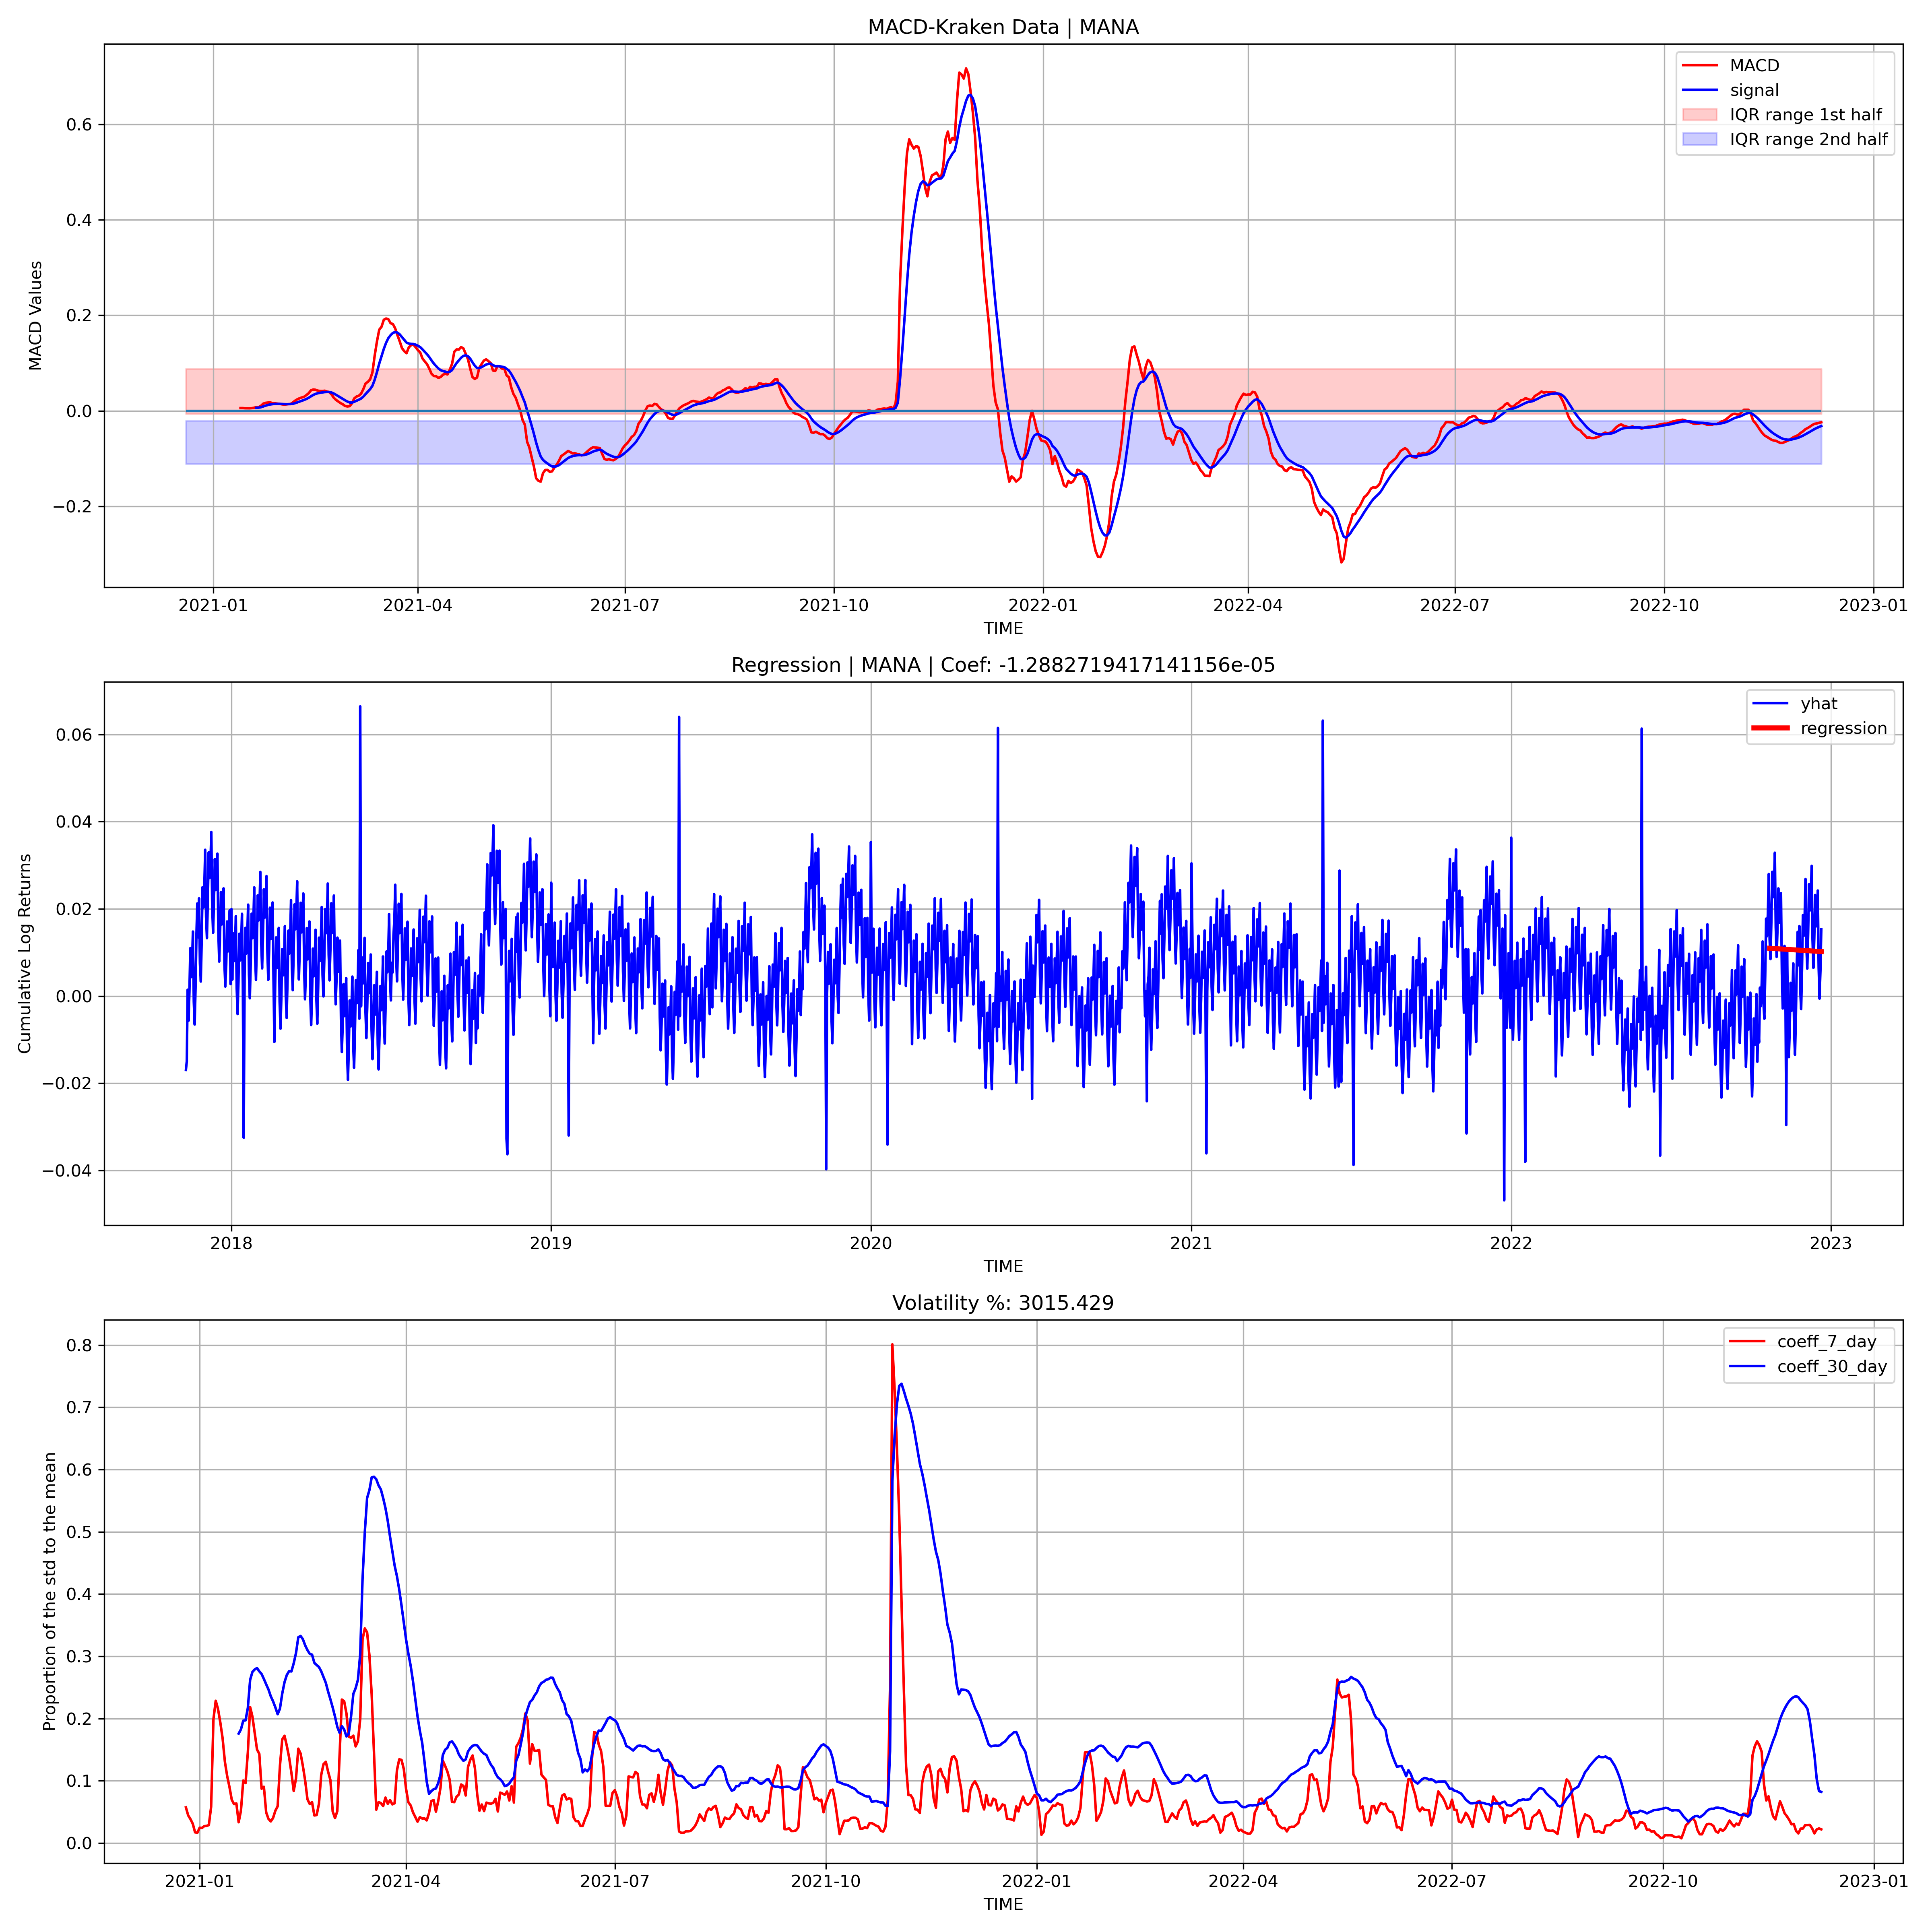 MACD-Kraken Data | MANA
MACD
signal
IQR range 1st half
IQR range 2nd half
MACD Values
0.6
0.4
0.2
0.0
−0.2
2021-01 2021-04 2021-07 2021-10 2022-01 2022-04 2022-07 2022-10 2023-01
TIME
Regression | MANA | Coef: -1.2882719417141156e-05
yhat
regression
Cumulative Log Returns
0.06
0.04
0.02
0.00
−0.02
−0.04
2018 2019 2020 2021 2022 2023
TIME
Volatility %: 3015.429
coeff_7_day
coeff_30_day
Proportion of the std to the mean
0.8
0.7
0.6
0.5
0.4
0.3
0.2
0.1
0.0
2021-01 2021-04 2021-07 2021-10 2022-01 2022-04 2022-07 2022-10 2023-01
TIME